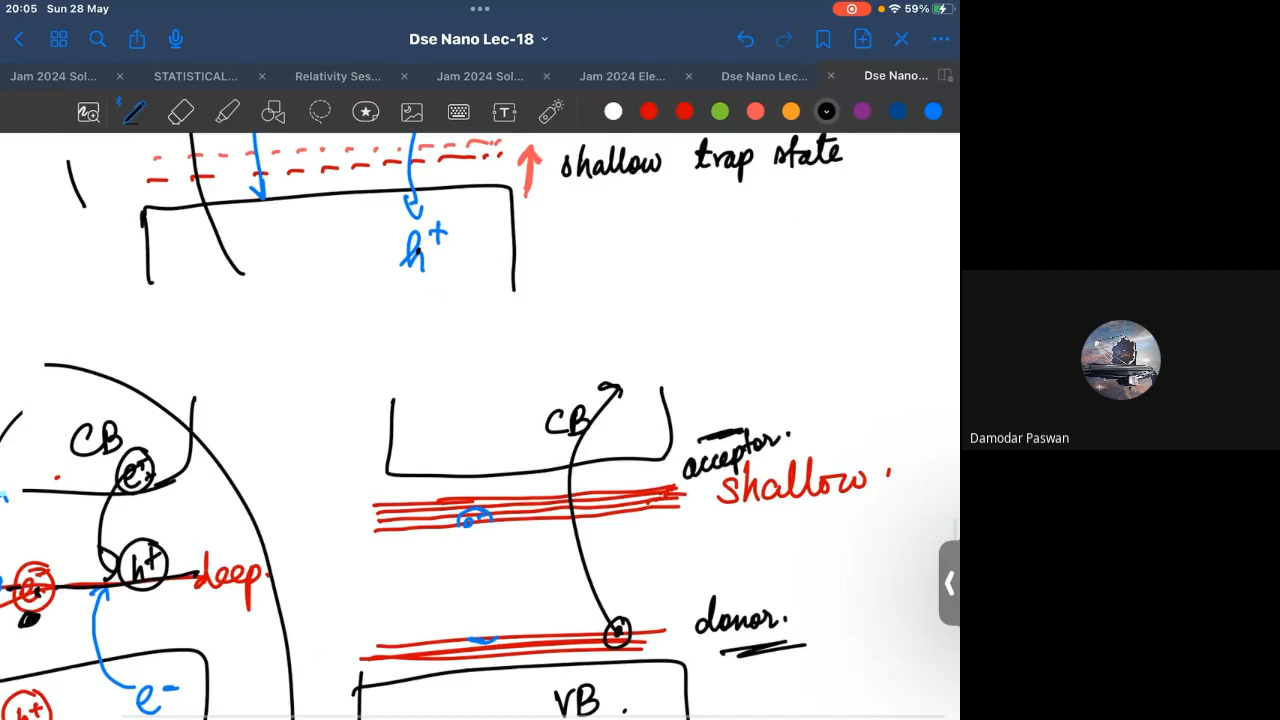 20:05 Sun 28 May
59%
Dse Nano Lec-18
Jam 2024 Sol...
STATISTICAL...
Relativity Ses...
Jam 2024 Sol...
Jam 2024 Ele...
Dse Nano Lec...
Dse Nano...
shallow trap state
h+
CB
CB
acceptor.
shallow.
e-
h+
deep.
donor.
e-
h+
VB.
Damodar Paswan